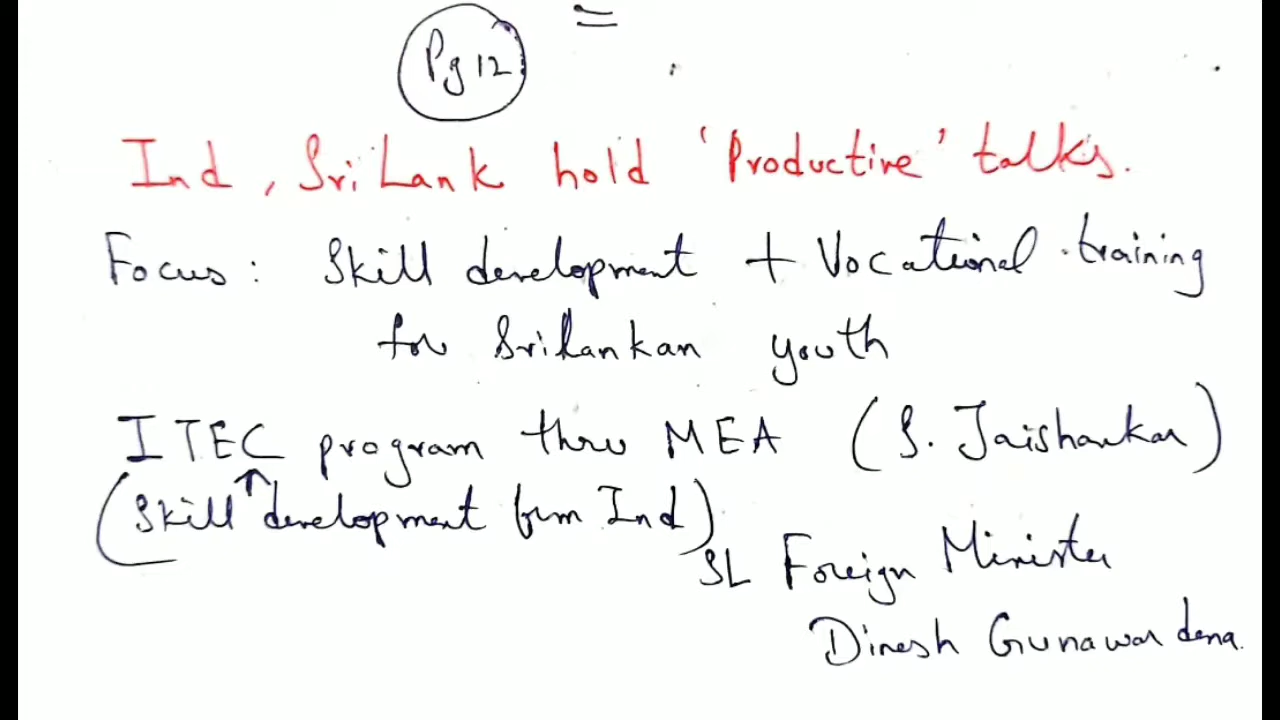 Pg 12
Ind, Sri Lank hold 'Productive' talks.
Focus: Skill development + Vocational training
for Srilankan youth
ITEC program thru MEA (S. Jaishankar)
(Skill development from Ind)
SL Foreign Minister
Dinesh Gunawardena.